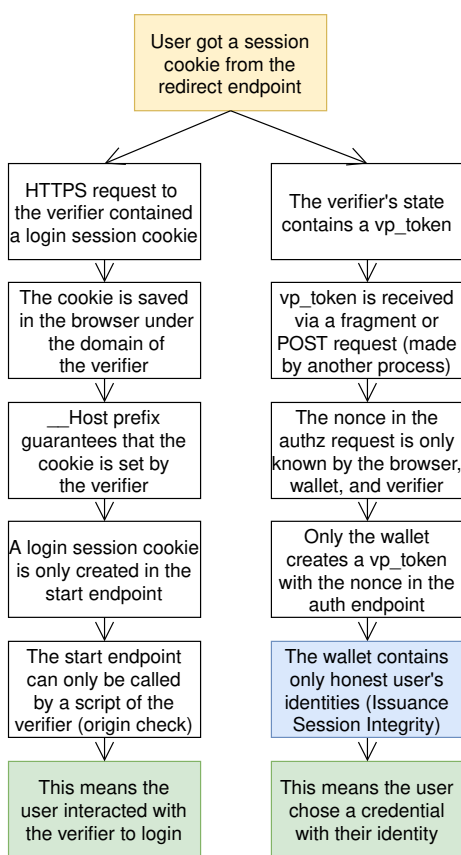 User got a session
cookie from the
redirect endpoint
HTTPS request to
the verifier contained
a login session cookie
The cookie is saved
in the browser under
the domain of
the verifier
__Host prefix
guarantees that the
cookie is set by
the verifier
A login session cookie
is only created in the
start endpoint
The start endpoint
can only be called
by a script of the
verifier (origin check)
This means the
user interacted with
the verifier to login
The verifier's state
contains a vp_token
vp_token is received
via a fragment or
POST request (made
by another process)
The nonce in the
authz request is only
known by the browser,
wallet, and verifier
Only the wallet
creates a vp_token
with the nonce in the
auth endpoint
The wallet contains
only honest user's
identities (Issuance
Session Integrity)
This means the user
chose a credential
with their identity